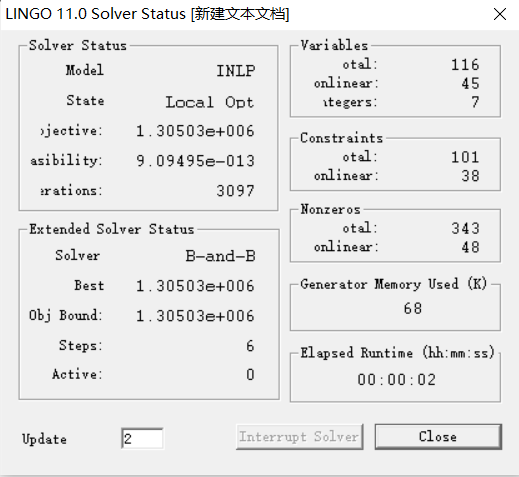 LINGO 11.0 Solver Status [新建文本文档]
Solver Status
Model INLP
State Local Opt
jective: 1.30503e+006
asibility: 9.09495e-013
erations: 3097
Extended Solver Status
Solver B-and-B
Best 1.30503e+006
Obj Bound: 1.30503e+006
Steps: 6
Active: 0
Variables
otal: 116
onlinear: 45
ntegers: 7
Constraints
otal: 101
onlinear: 38
Nonzeros
otal: 343
onlinear: 48
Generator Memory Used (K)
68
Elapsed Runtime (hh:mm:ss)
00:00:02
Update 2
Interrupt Solver
Close